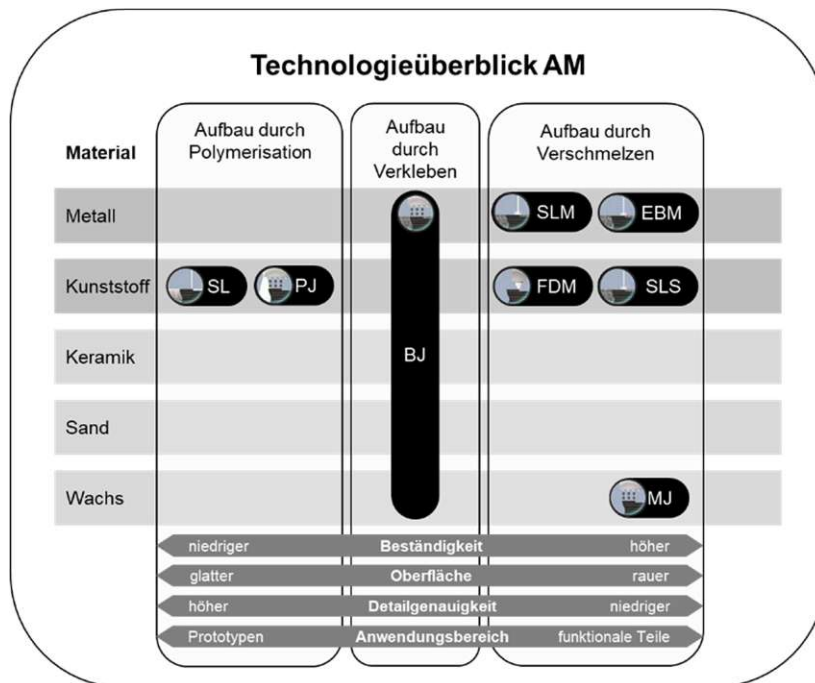 Technologieüberblick AM
Material
Aufbau durch
Polymerisation
Aufbau
durch
Verkleben
Aufbau durch
Verschmelzen
Metall
SLM
EBM
Kunststoff
SL
PJ
FDM
SLS
Keramik
BJ
Sand
Wachs
MJ
niedriger Beständigkeit höher
glatter Oberfläche rauer
höher Detailgenauigkeit niedriger
Prototypen Anwendungsbereich funktionale Teile